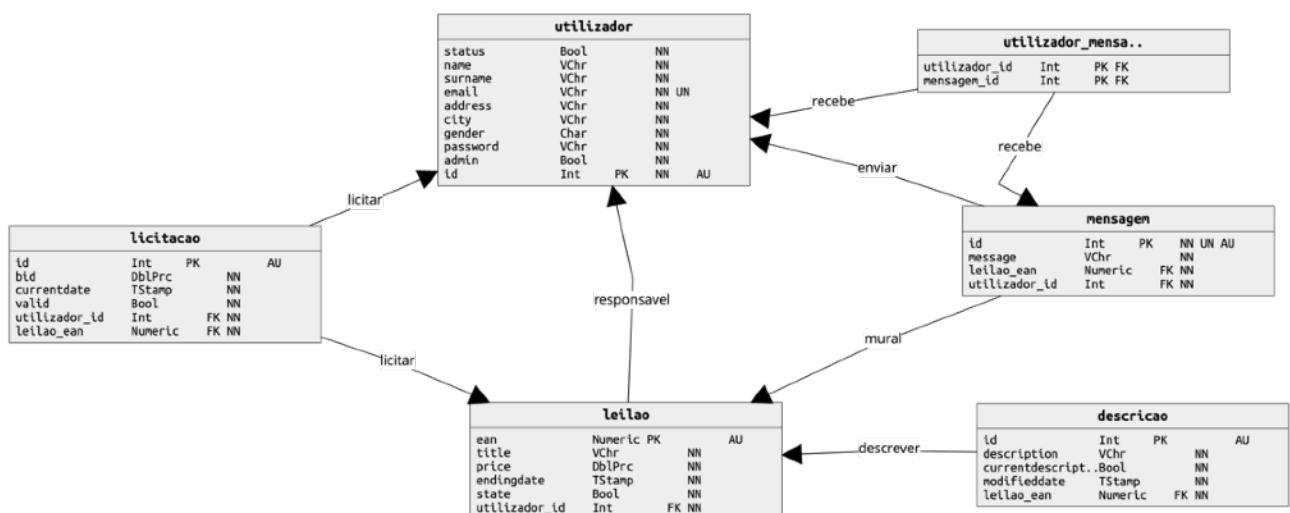 utilizador
status Bool NN
name VChr NN
surname VChr NN
email VChr NN UN
address VChr NN
city VChr NN
gender Char NN
password VChr NN
admin Bool NN
id Int PK NN AU
utilizador_mensa..
utilizador_id Int PK FK
mensagem_id Int PK FK
recebe
recebe
enviar
licitar
licitacao
id Int PK AU
bid DblPrc NN
currentdate TStamp NN
valid Bool NN
utilizador_id Int FK NN
leilao_ean Numeric FK NN
mensagem
id Int PK NN UN AU
message VChr NN
leilao_ean Numeric FK NN
utilizador_id Int FK NN
responsavel
mural
licitar
leilao
ean Numeric PK AU
title VChr NN
price DblPrc NN
endingdate TStamp NN
state Bool NN
utilizador_id Int FK NN
descrever
descricao
id Int PK AU
description VChr NN
currentdescript..Bool NN
modifieddate TStamp NN
leilao_ean Numeric FK NN